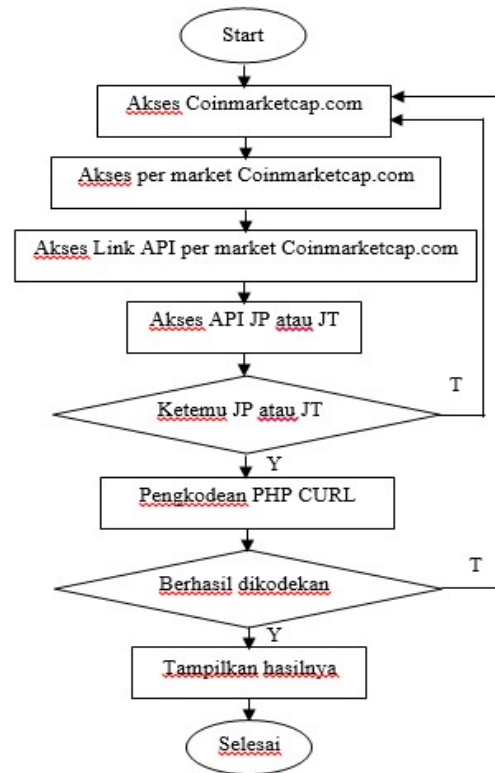 Start
Akses Coinmarketcap.com
Akses per market Coinmarketcap.com
Akses Link API per market Coinmarketcap.com
Akses API JP atau JT
Ketemu JP atau JT
T
Y
Pengkodean PHP CURL
Berhasil dikodekan
T
Y
Tampilkan hasilnya
Selesai